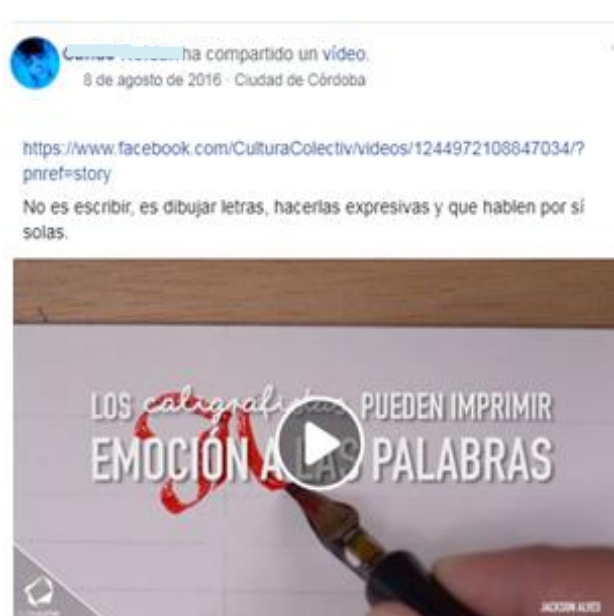 ha compartido un vídeo.
8 de agosto de 2016 · Ciudad de Córdoba
https://www.facebook.com/CulturaColectiv/videos/1244972108847034/?
pnref=story
No es escribir, es dibujar letras, hacerlas expresivas y que hablen por sí
solas.
LOS caligrafistas PUEDEN IMPRIMIR
EMOCIÓN A LAS PALABRAS
JACKSON ALVES